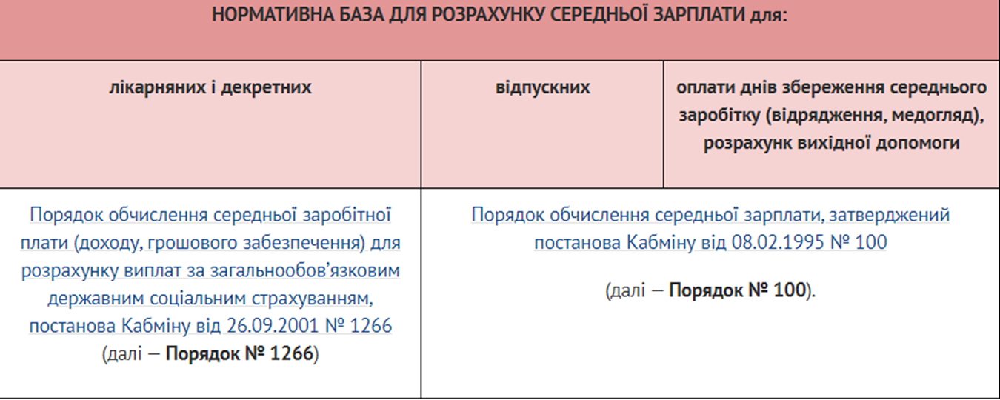 НОРМАТИВНА БАЗА ДЛЯ РОЗРАХУНКУ СЕРЕДНЬОЇ ЗАРПЛАТИ для:
лікарняних і декретних
відпускних
оплати днів збереження середнього
заробітку (відрядження, медогляд),
розрахунк вихідної допомоги
Порядок обчислення середньої заробітної
плати (доходу, грошового забезпечення) для
розрахунку виплат за загальнообов’язковим
державним соціальним страхуванням,
постанова Кабміну від 26.09.2001 № 1266
(далі — Порядок № 1266)
Порядок обчислення середньої зарплати, затверджений
постанова Кабміну від 08.02.1995 № 100
(далі — Порядок № 100).